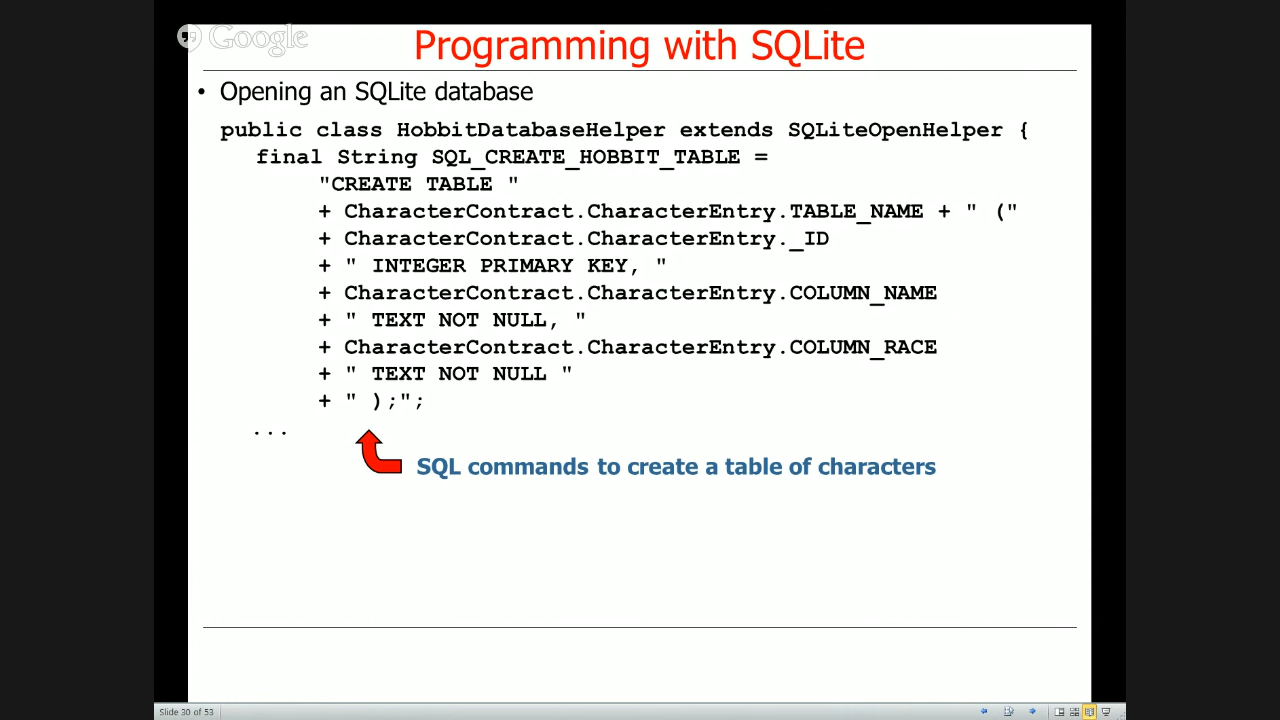 Google
Programming with SQLite
• Opening an SQLite database
public class HobbitDatabaseHelper extends SQLiteOpenHelper {
final String SQL_CREATE_HOBBIT_TABLE =
"CREATE TABLE "
+ CharacterContract.CharacterEntry.TABLE_NAME + " ("
+ CharacterContract.CharacterEntry._ID
+ " INTEGER PRIMARY KEY, "
+ CharacterContract.CharacterEntry.COLUMN_NAME
+ " TEXT NOT NULL, "
+ CharacterContract.CharacterEntry.COLUMN_RACE
+ " TEXT NOT NULL "
+ " );";
...
SQL commands to create a table of characters
Slide 30 of 53